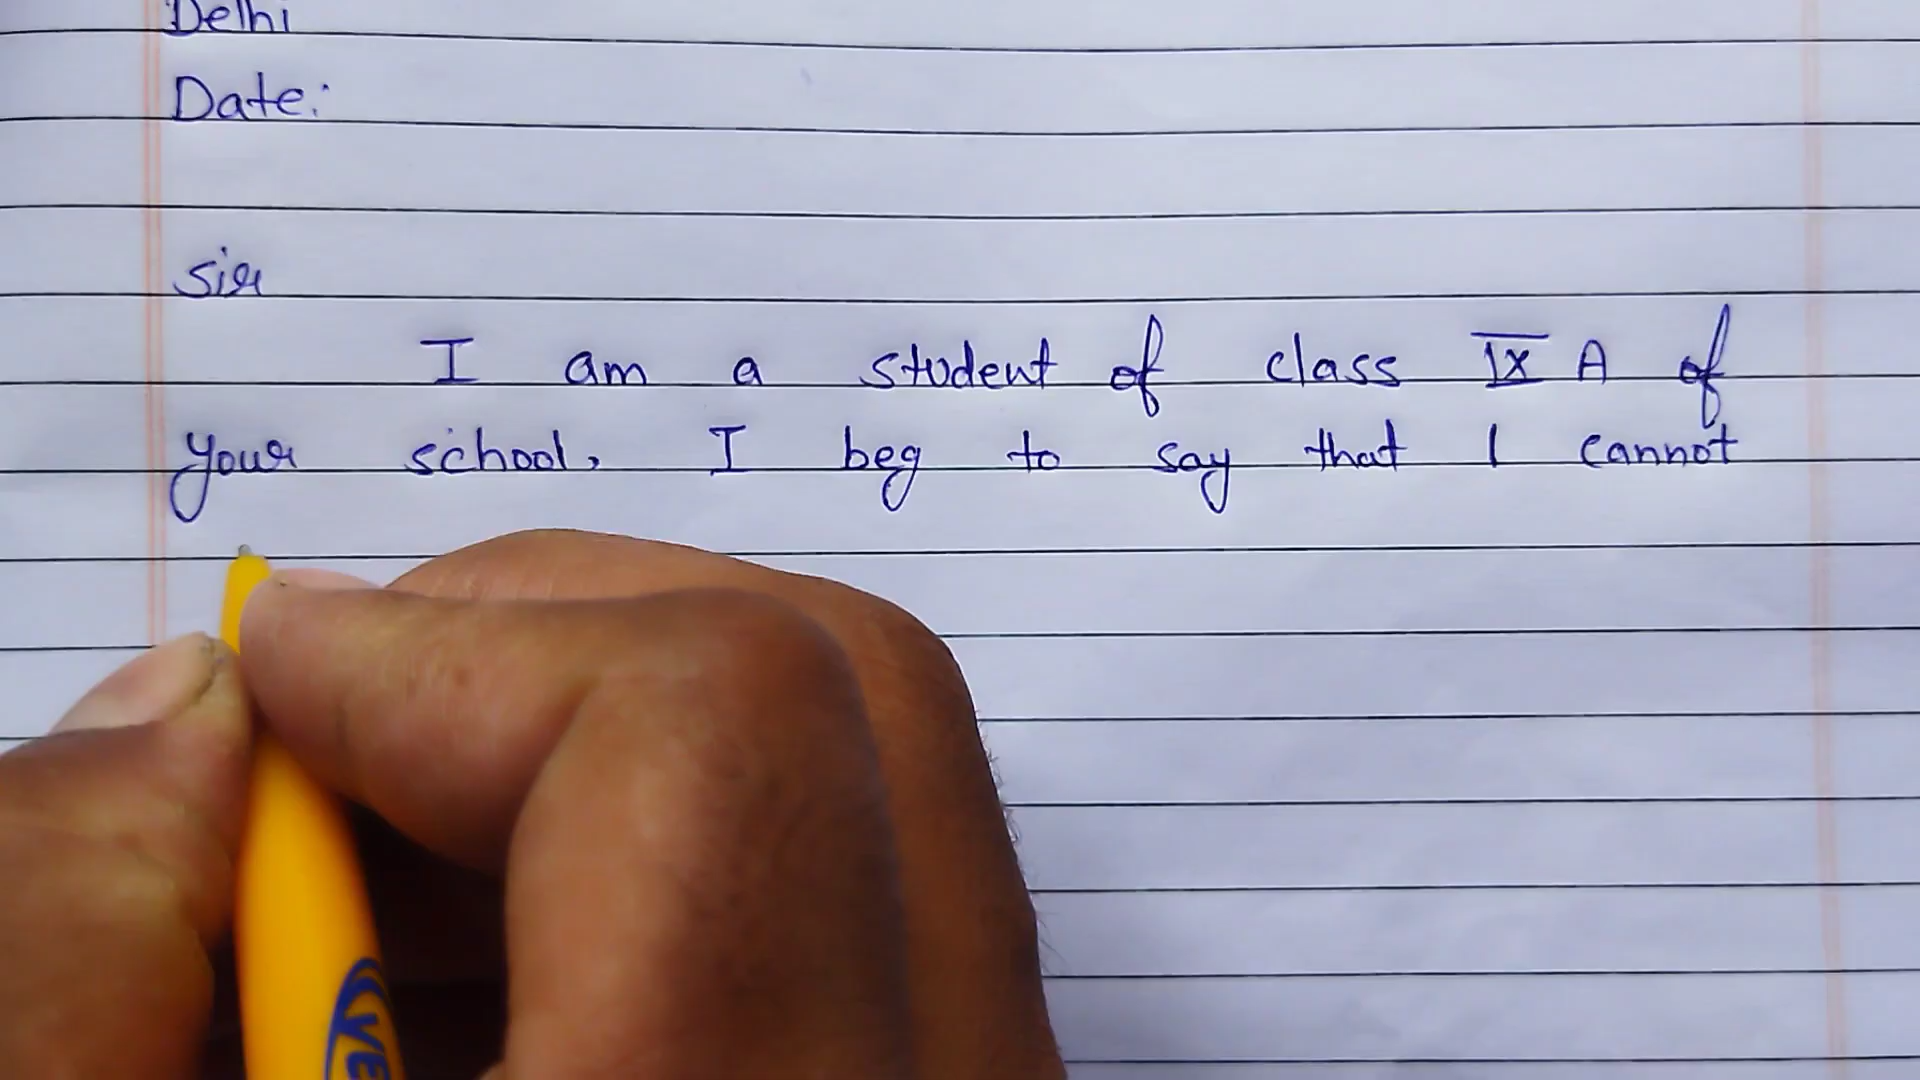 Delhi
Date:
Sir
I am a student of class IX A of
your school, I beg to say that I cannot